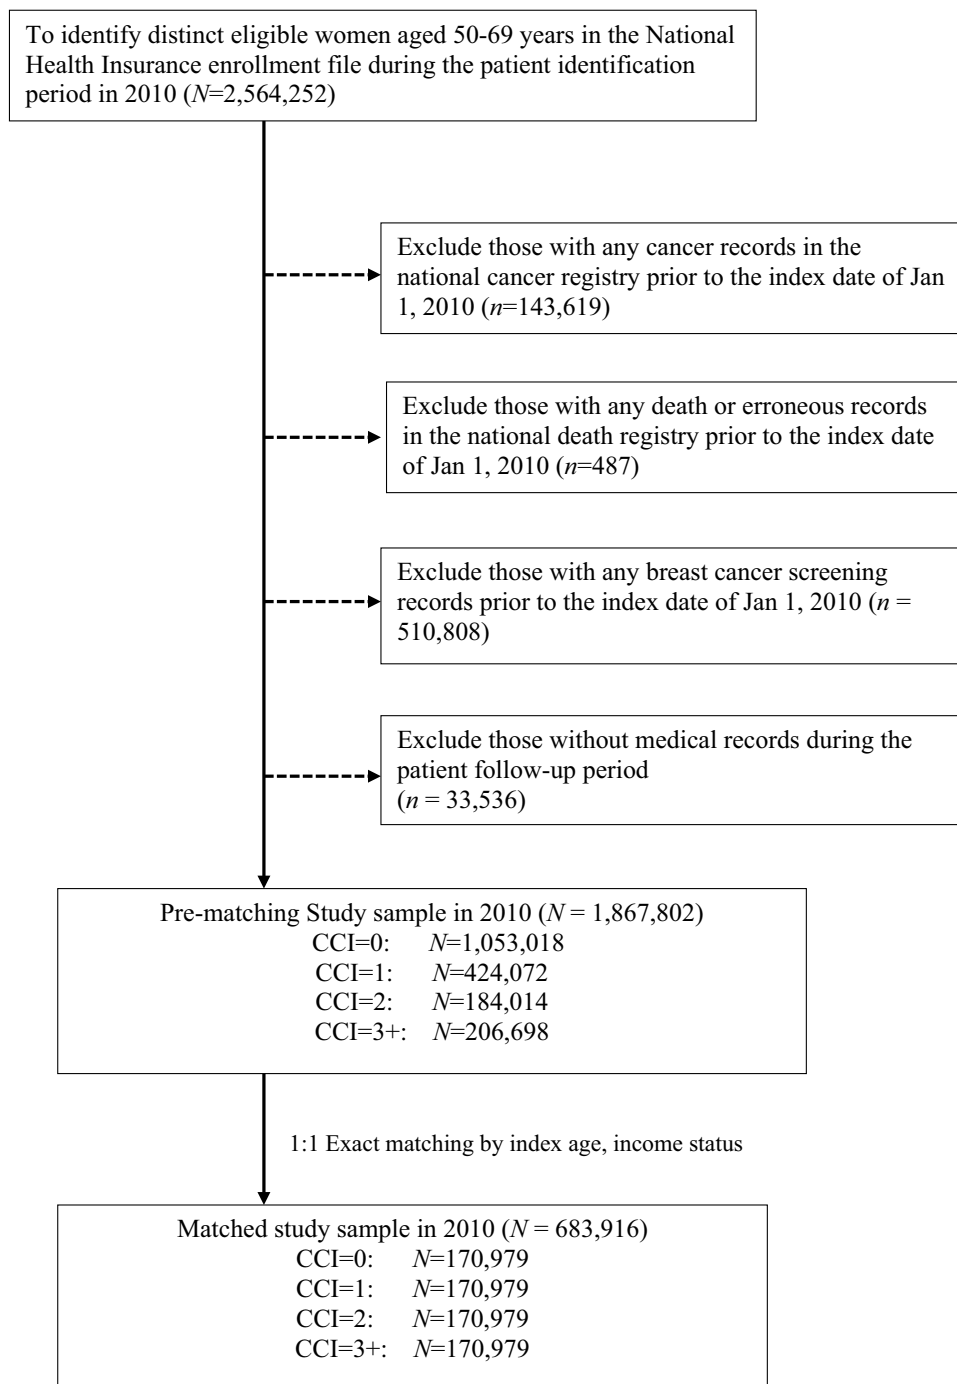 To identify distinct eligible women aged 50-69 years in the National
Health Insurance enrollment file during the patient identification
period in 2010 (N=2,564,252)
Exclude those with any cancer records in the
national cancer registry prior to the index date of Jan
1, 2010 (n=143,619)
Exclude those with any death or erroneous records
in the national death registry prior to the index date
of Jan 1, 2010 (n=487)
Exclude those with any breast cancer screening
records prior to the index date of Jan 1, 2010 (n =
510,808)
Exclude those without medical records during the
patient follow-up period
(n = 33,536)
Pre-matching Study sample in 2010 (N = 1,867,802)
CCI=0: N=1,053,018
CCI=1: N=424,072
CCI=2: N=184,014
CCI=3+: N=206,698
1:1 Exact matching by index age, income status
Matched study sample in 2010 (N = 683,916)
CCI=0: N=170,979
CCI=1: N=170,979
CCI=2: N=170,979
CCI=3+: N=170,979